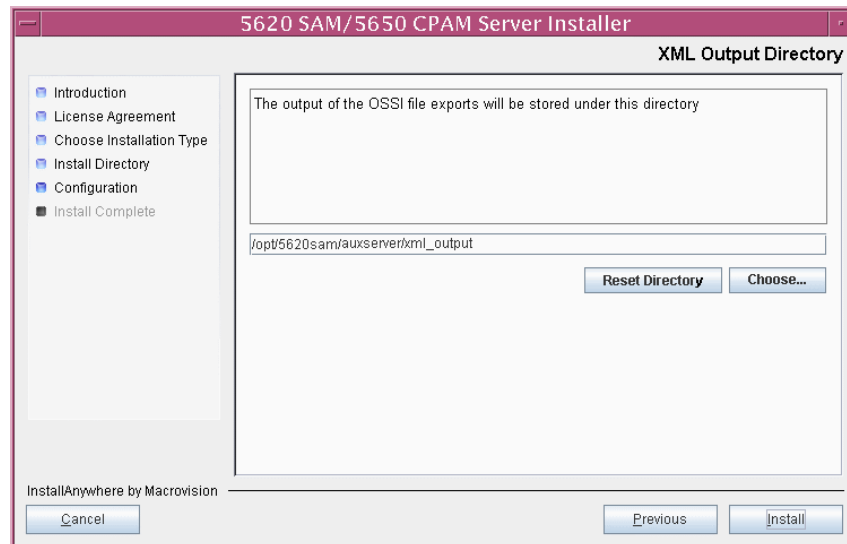 5620 SAM/5650 CPAM Server Installer
XML Output Directory
Introduction
License Agreement
Choose Installation Type
Install Directory
Configuration
Install Complete
The output of the OSSI file exports will be stored under this directory
/opt/5620sam/auxserver/xml_output
Reset Directory
Choose...
InstallAnywhere by Macrovision
Cancel
Previous
Install